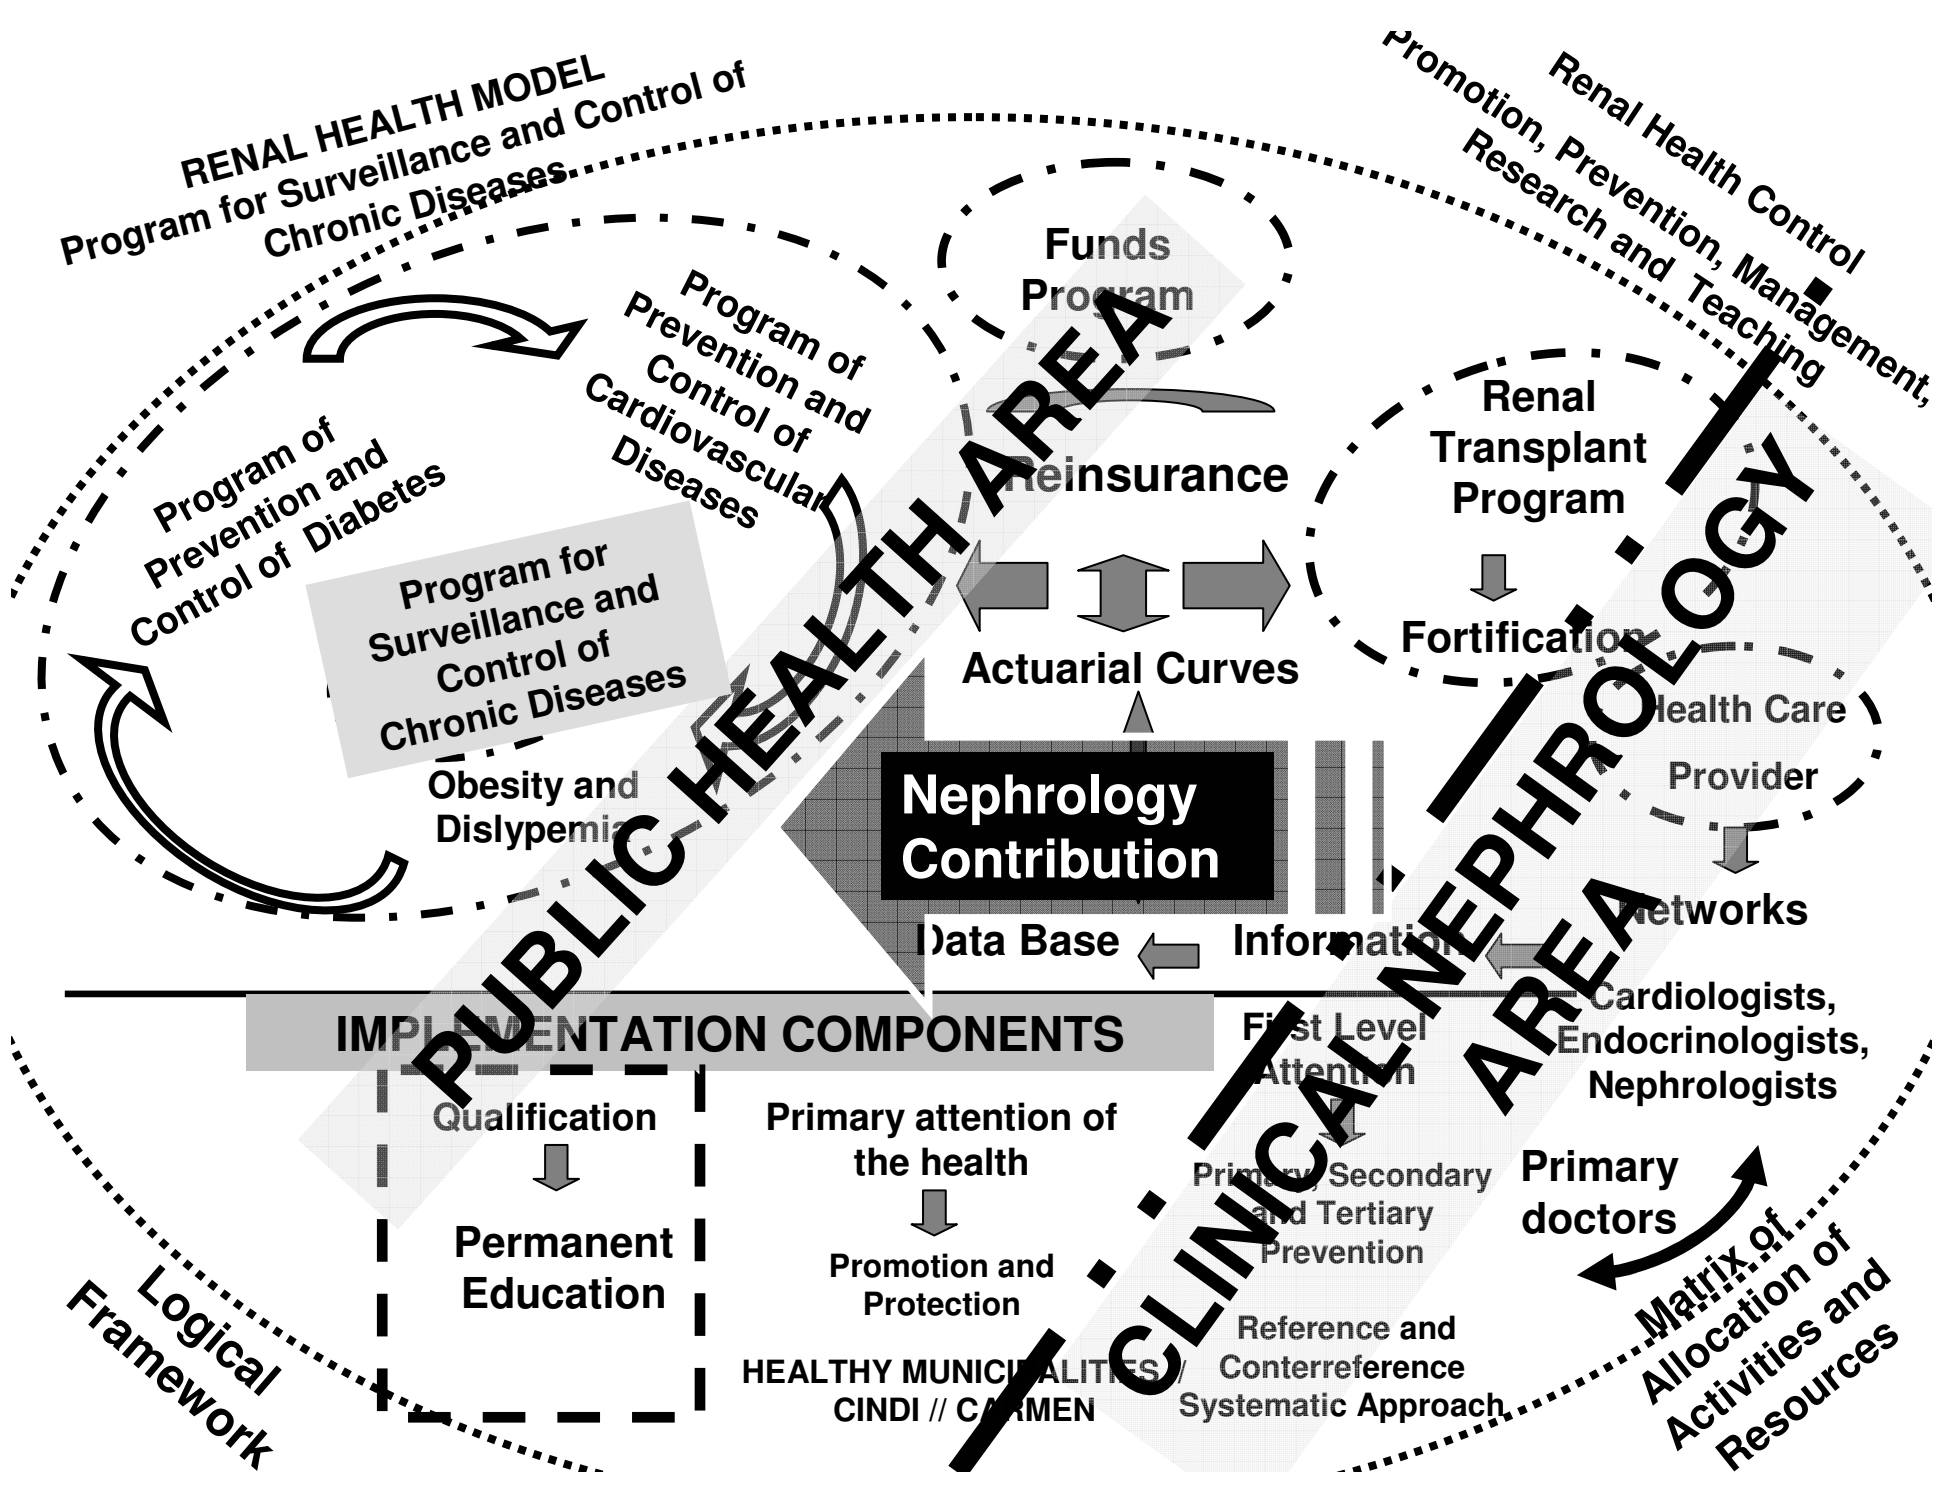 RENAL HEALTH MODEL
Program for Surveillance and Control of
Chronic Diseases
Renal Health Control
Promotion, Prevention, Management,
Research and Teaching
Funds
Program
Program of
Prevention and
Control of
Cardiovascular
Diseases
Program of
Prevention and
Control of Diabetes
Program for
Surveillance and
Control of
Chronic Diseases
Obesity and
Dislypemia
PUBLIC HEALTH AREA
Reinsurance
Actuarial Curves
Renal
Transplant
Program
Fortification
Health Care
Provider
Networks
Nephrology
Contribution
Data Base
Information
CLINICAL NEPHROLOGY
AREA
Cardiologists,
Endocrinologists,
Nephrologists
IMPLEMENTATION COMPONENTS
Qualification
Permanent
Education
Primary attention of
the health
Promotion and
Protection
HEALTHY MUNICIPALITIES //
CINDI // CARMEN
First Level
Attention
Primary, Secondary
and Tertiary
Prevention
Reference and
Conterreference
Systematic Approach
Primary
doctors
Logical
Framework
Matrix of
Allocation of
Activities and
Resources